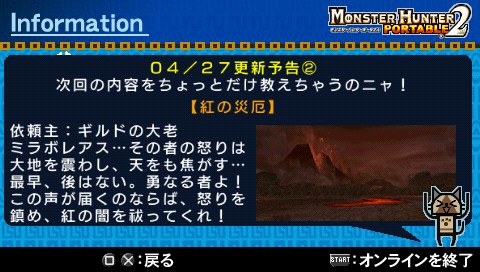 Information
MONSTER HUNTER
PORTABLE 2
０４／２７更新予告②
次回の内容をちょっとだけ教えちゃうのニャ！
【紅の災厄】
依頼主：ギルドの大老
ミラボレアス…その者の怒りは
大地を震わし、天をも焦がす…
最早、後はない。勇なる者よ！
この声が届くのならば、怒りを
鎮め、紅の闇を祓ってくれ！
□ ×:戻る
START:オンラインを終了